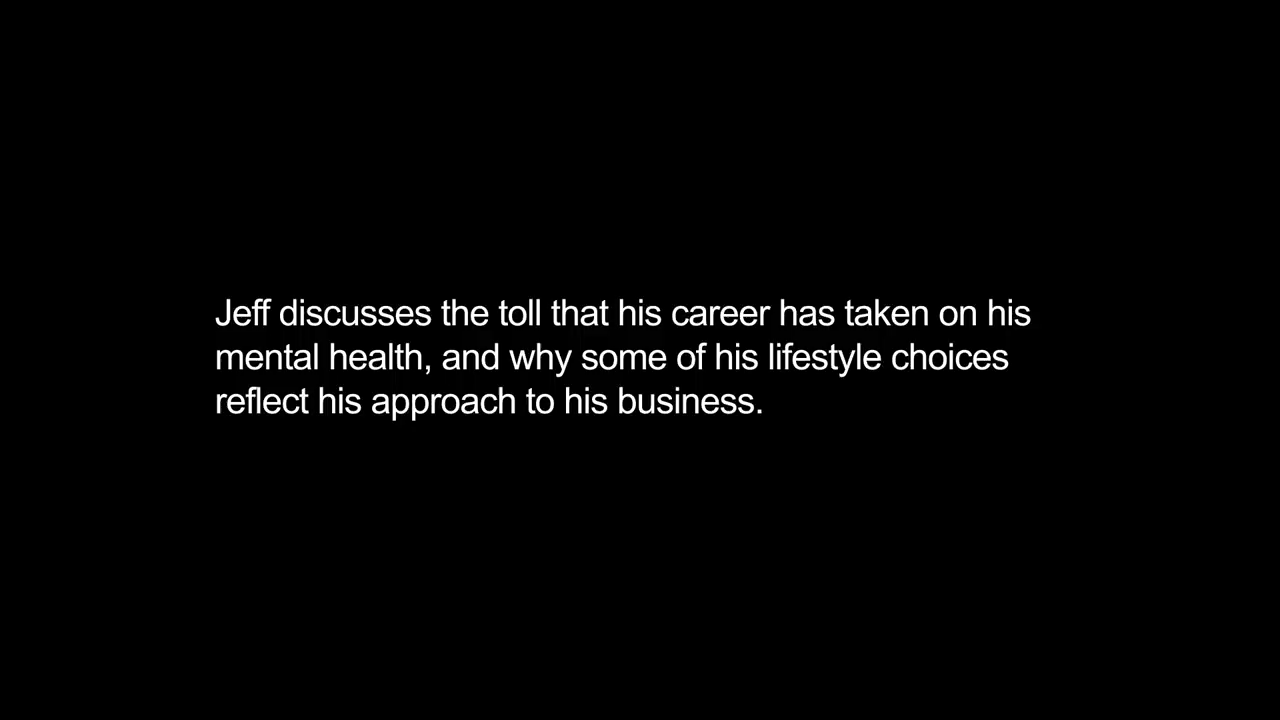 Jeff discusses the toll that his career has taken on his
mental health, and why some of his lifestyle choices
reflect his approach to his business.